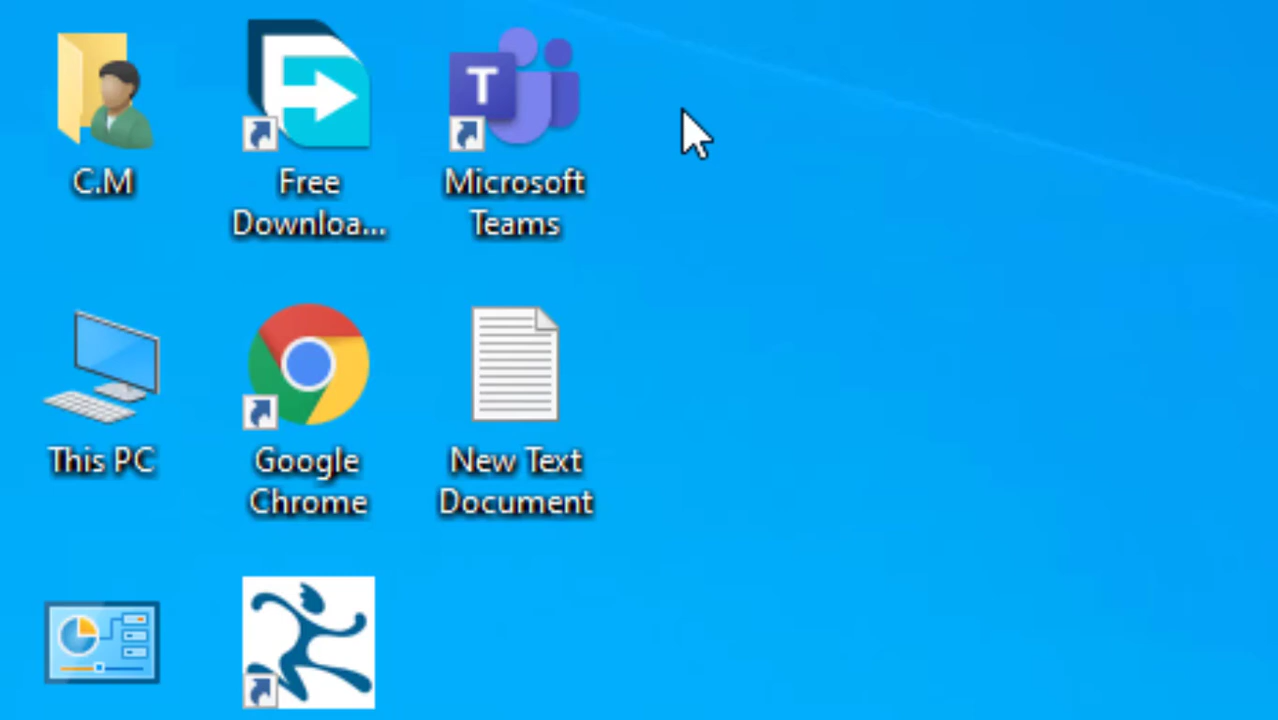 C.M
Free
Downloa...
T
Microsoft
Teams
This PC
Google
Chrome
New Text
Document